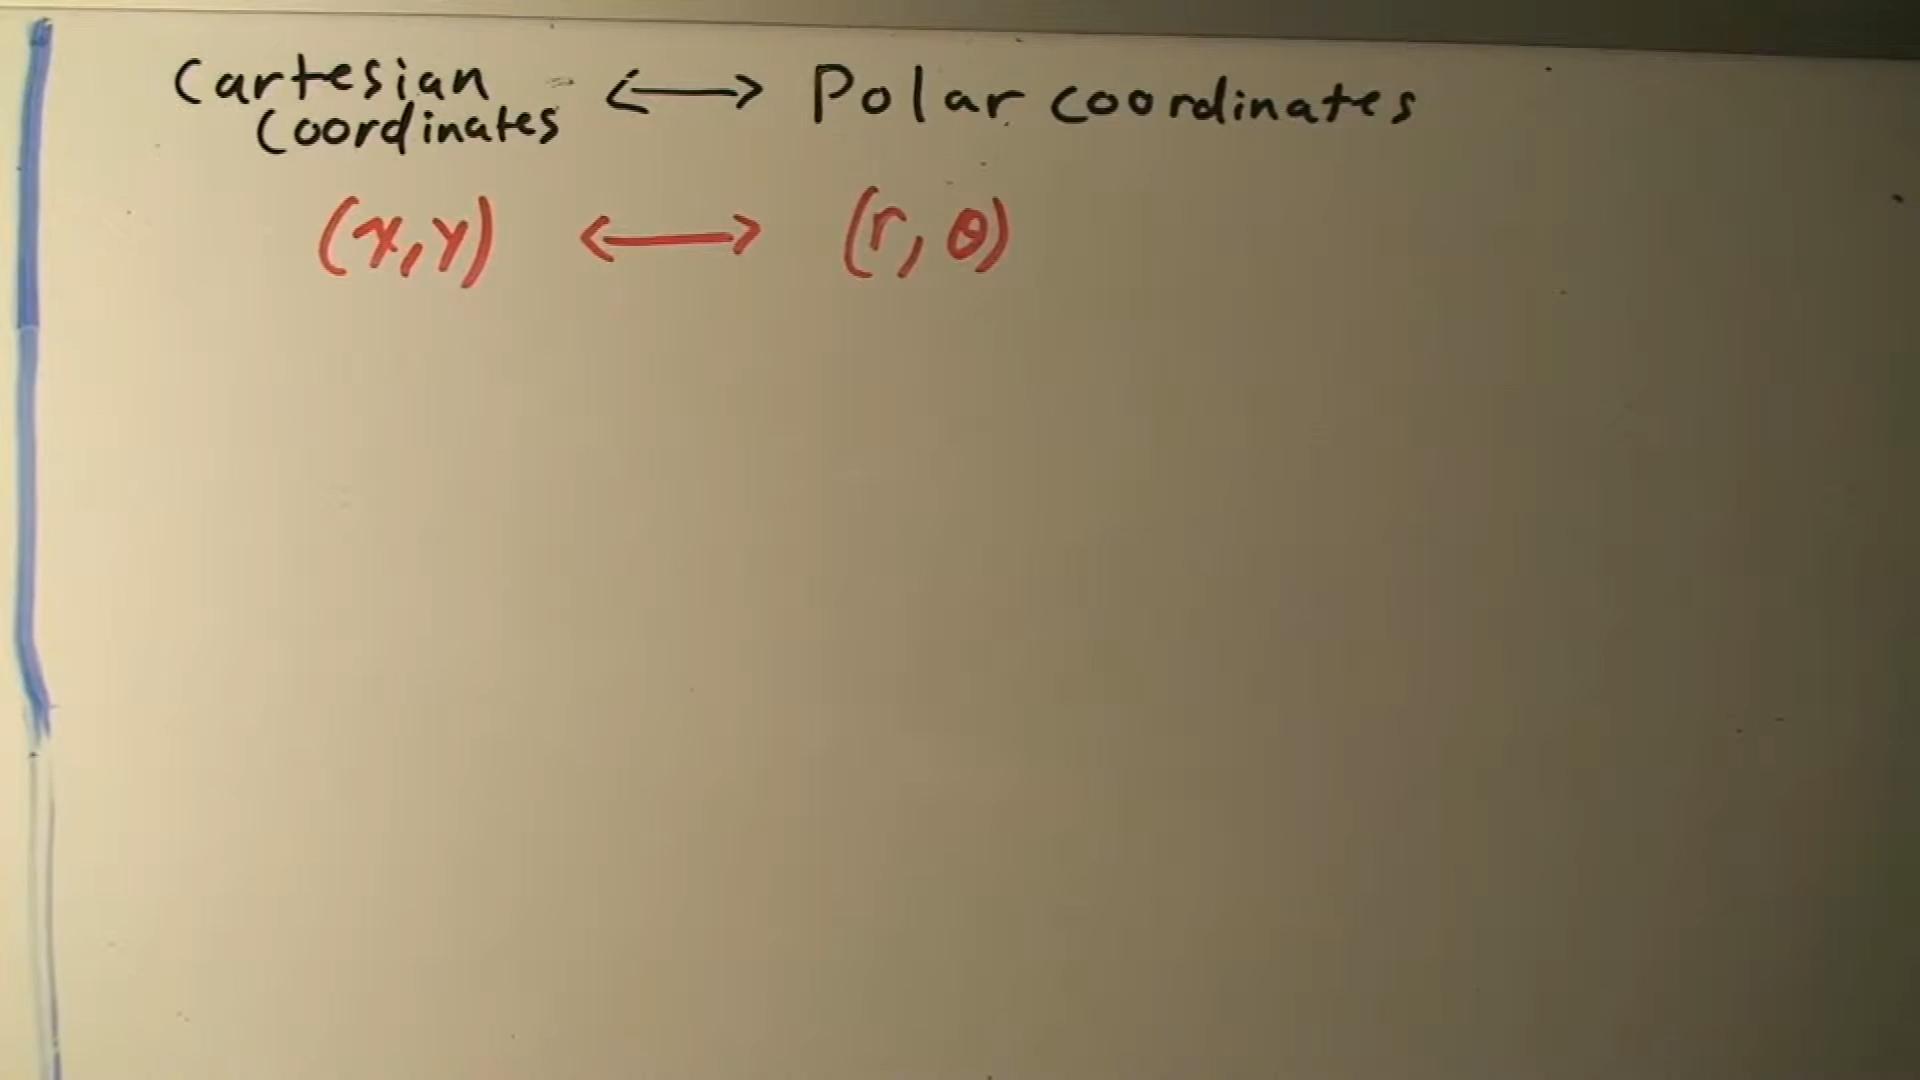 Cartesian ⟷ Polar coordinates
Coordinates
(x,y) ⟷ (r, θ)